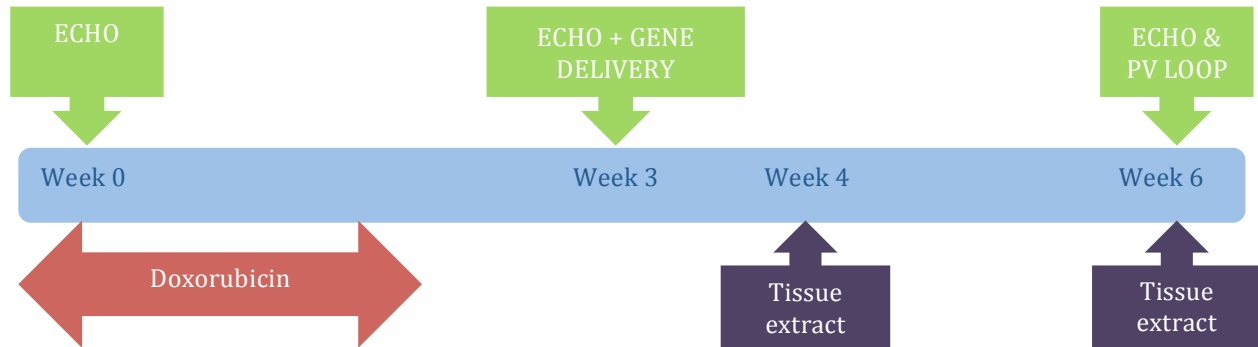 ECHO
ECHO + GENE
DELIVERY
ECHO &
PV LOOP
Week 0
Week 3
Week 4
Week 6
Doxorubicin
Tissue
extract
Tissue
extract